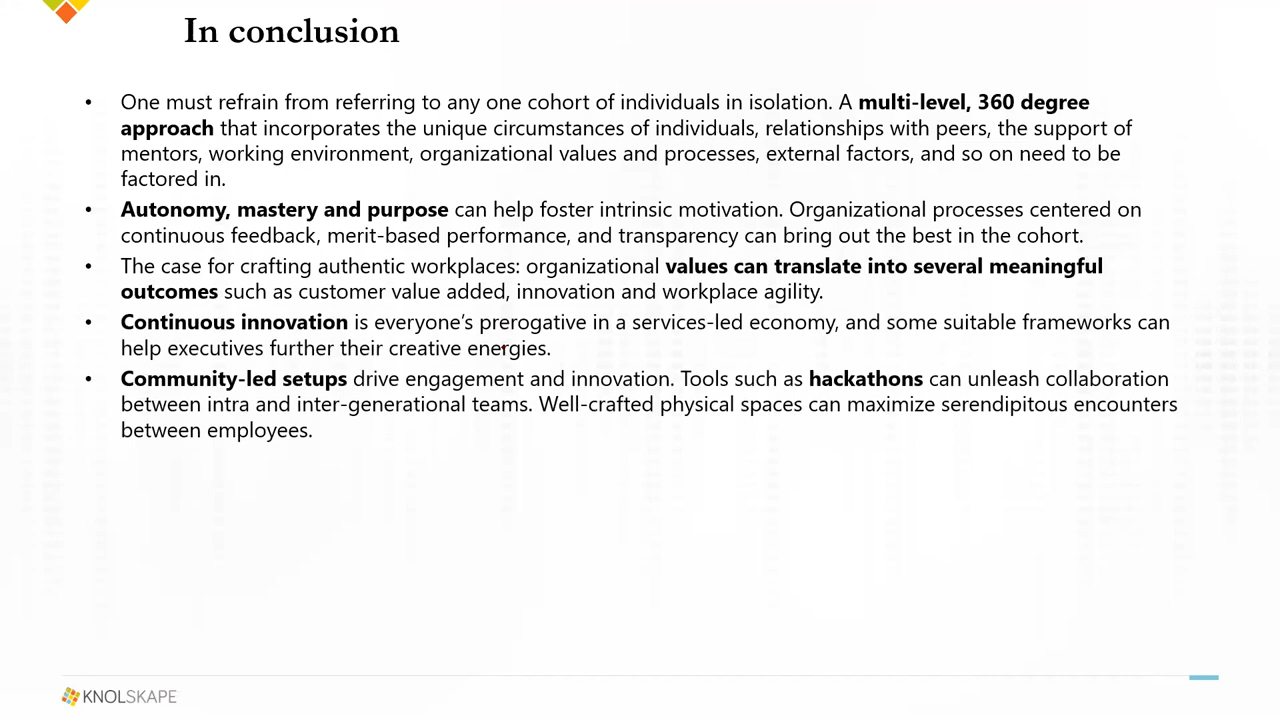 In conclusion
• One must refrain from referring to any one cohort of individuals in isolation. A multi-level, 360 degree
approach that incorporates the unique circumstances of individuals, relationships with peers, the support of
mentors, working environment, organizational values and processes, external factors, and so on need to be
factored in.
• Autonomy, mastery and purpose can help foster intrinsic motivation. Organizational processes centered on
continuous feedback, merit-based performance, and transparency can bring out the best in the cohort.
• The case for crafting authentic workplaces: organizational values can translate into several meaningful
outcomes such as customer value added, innovation and workplace agility.
• Continuous innovation is everyone’s prerogative in a services-led economy, and some suitable frameworks can
help executives further their creative energies.
• Community-led setups drive engagement and innovation. Tools such as hackathons can unleash collaboration
between intra and inter-generational teams. Well-crafted physical spaces can maximize serendipitous encounters
between employees.
KNOLSKAPE